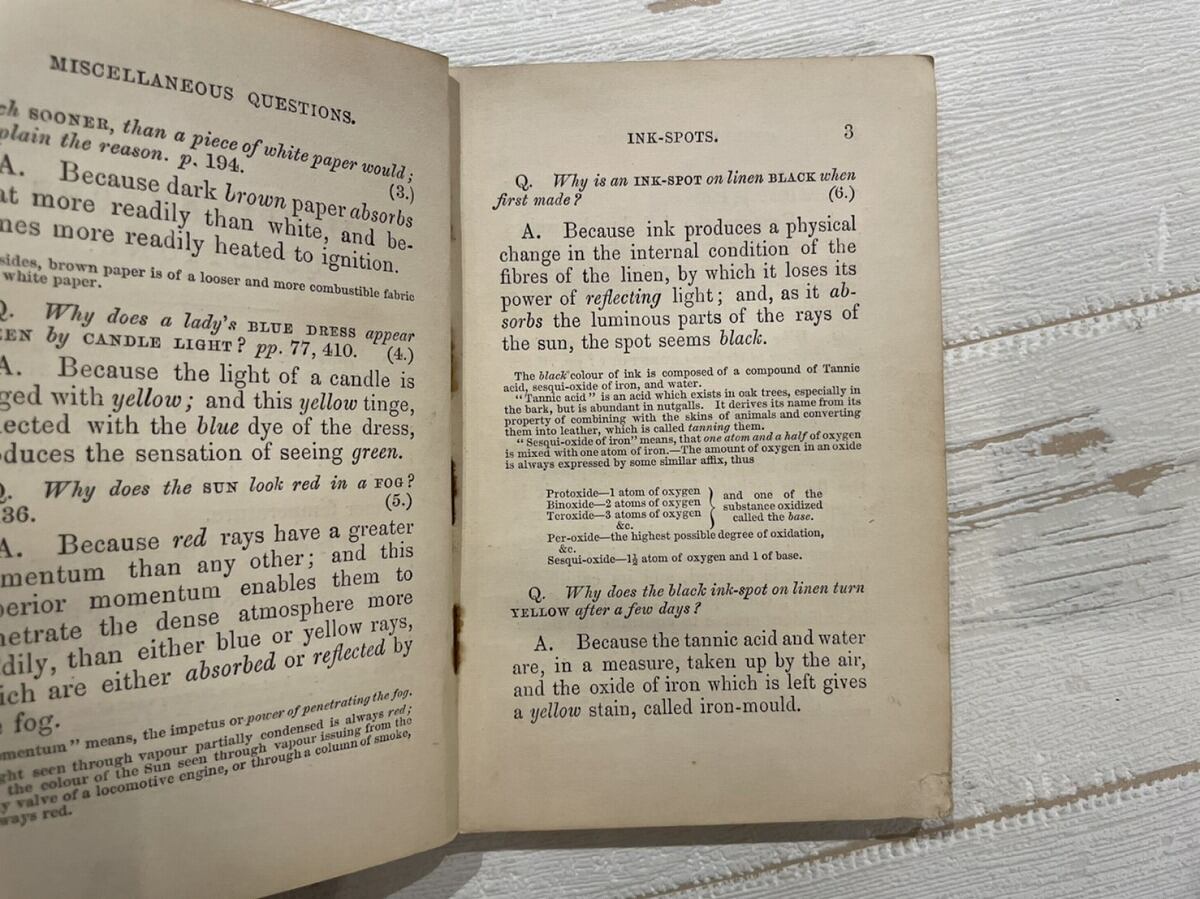 MISCELLANEOUS QUESTIONS.
SOONER, than a piece of white paper would;
the reason. p. 194. (3.)
A. Because dark brown paper absorbs
more readily than white, and be-
more readily heated to ignition.
brown paper is of a looser and more combustible fabric
white paper.
Q. Why does a lady's BLUE DRESS appear
by CANDLE LIGHT? pp. 77, 410. (4.)
A. Because the light of a candle is
with yellow; and this yellow tinge,
with the blue dye of the dress,
the sensation of seeing green.
Q. Why does the SUN look red in a FOG?
36. (5.)
A. Because red rays have a greater
than any other; and this
momentum enables them to
the dense atmosphere more
than either blue or yellow rays,
are either absorbed or reflected by
fog.
means, the impetus or power of penetrating the fog.
seen through vapour partially condensed is always red;
the colour of the Sun seen through vapour issuing from the
valve of a locomotive engine, or through a column of smoke,
red.
INK-SPOTS. 3
Q. Why is an INK-SPOT on linen BLACK when
first made? (6.)
A. Because ink produces a physical
change in the internal condition of the
fibres of the linen, by which it loses its
power of reflecting light; and, as it ab-
sorbs the luminous parts of the rays of
the sun, the spot seems black.
The black colour of ink is composed of a compound of Tannic
acid, sesqui-oxide of iron, and water.
"Tannic acid" is an acid which exists in oak trees, especially in
the bark, but is abundant in nutgalls. It derives its name from its
property of combining with the skins of animals and converting
them into leather, which is called tanning them.
"Sesqui-oxide of iron" means, that one atom and a half of oxygen
is mixed with one atom of iron.—The amount of oxygen in an oxide
is always expressed by some similar affix, thus
Protoxide—1 atom of oxygen
Binoxide—2 atoms of oxygen
Teroxide—3 atoms of oxygen
&c.
and one of the
substance oxidized
called the base.
Per-oxide—the highest possible degree of oxidation,
&c.
Sesqui-oxide—1½ atom of oxygen and 1 of base.
Q. Why does the black ink-spot on linen turn
YELLOW after a few days?
A. Because the tannic acid and water
are, in a measure, taken up by the air,
and the oxide of iron which is left gives
a yellow stain, called iron-mould.